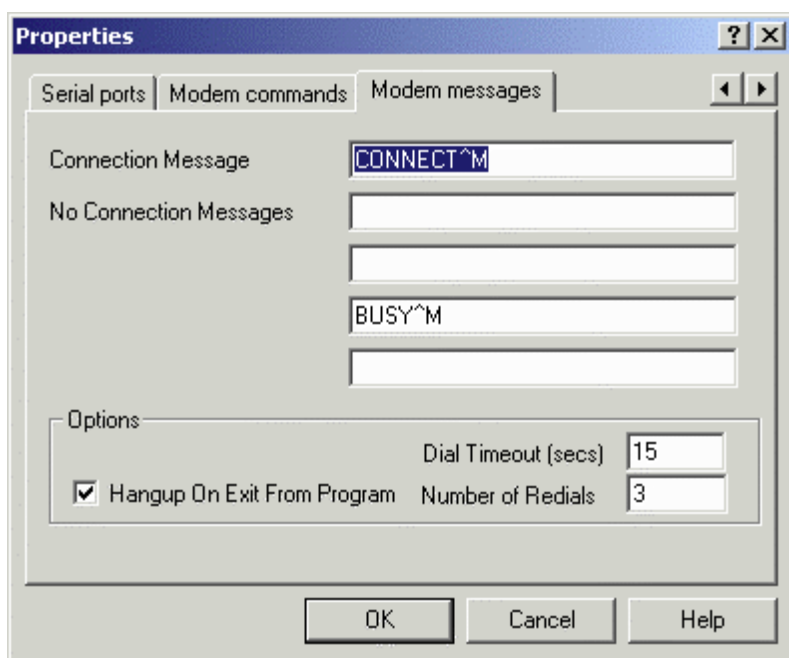 Properties
Serial ports Modem commands Modem messages
Connection Message CONNECT^M
No Connection Messages
BUSY^M
Options
Dial Timeout (secs) 15
Hangup On Exit From Program Number of Redials 3
OK Cancel Help